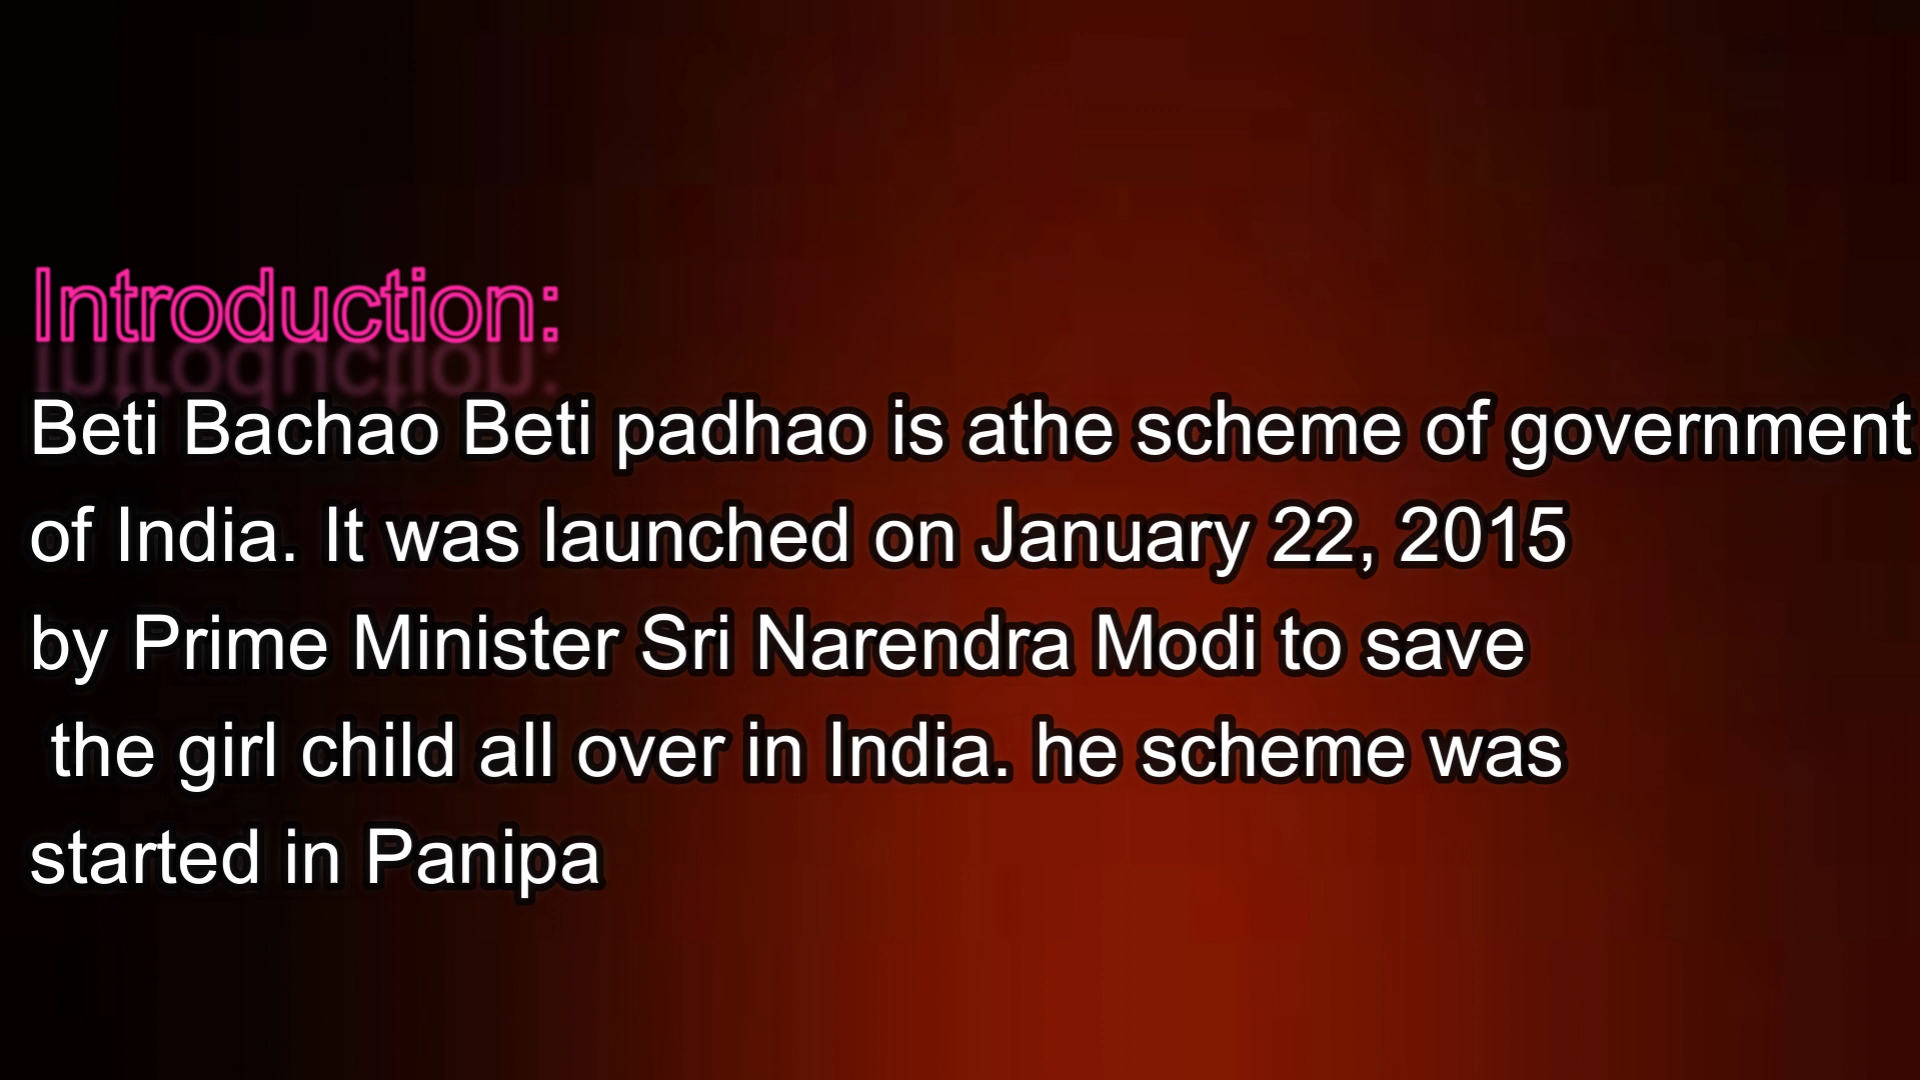 Introduction:
Beti Bachao Beti padhao is athe scheme of government
of India. It was launched on January 22, 2015
by Prime Minister Sri Narendra Modi to save
the girl child all over in India. he scheme was
started in Panipa